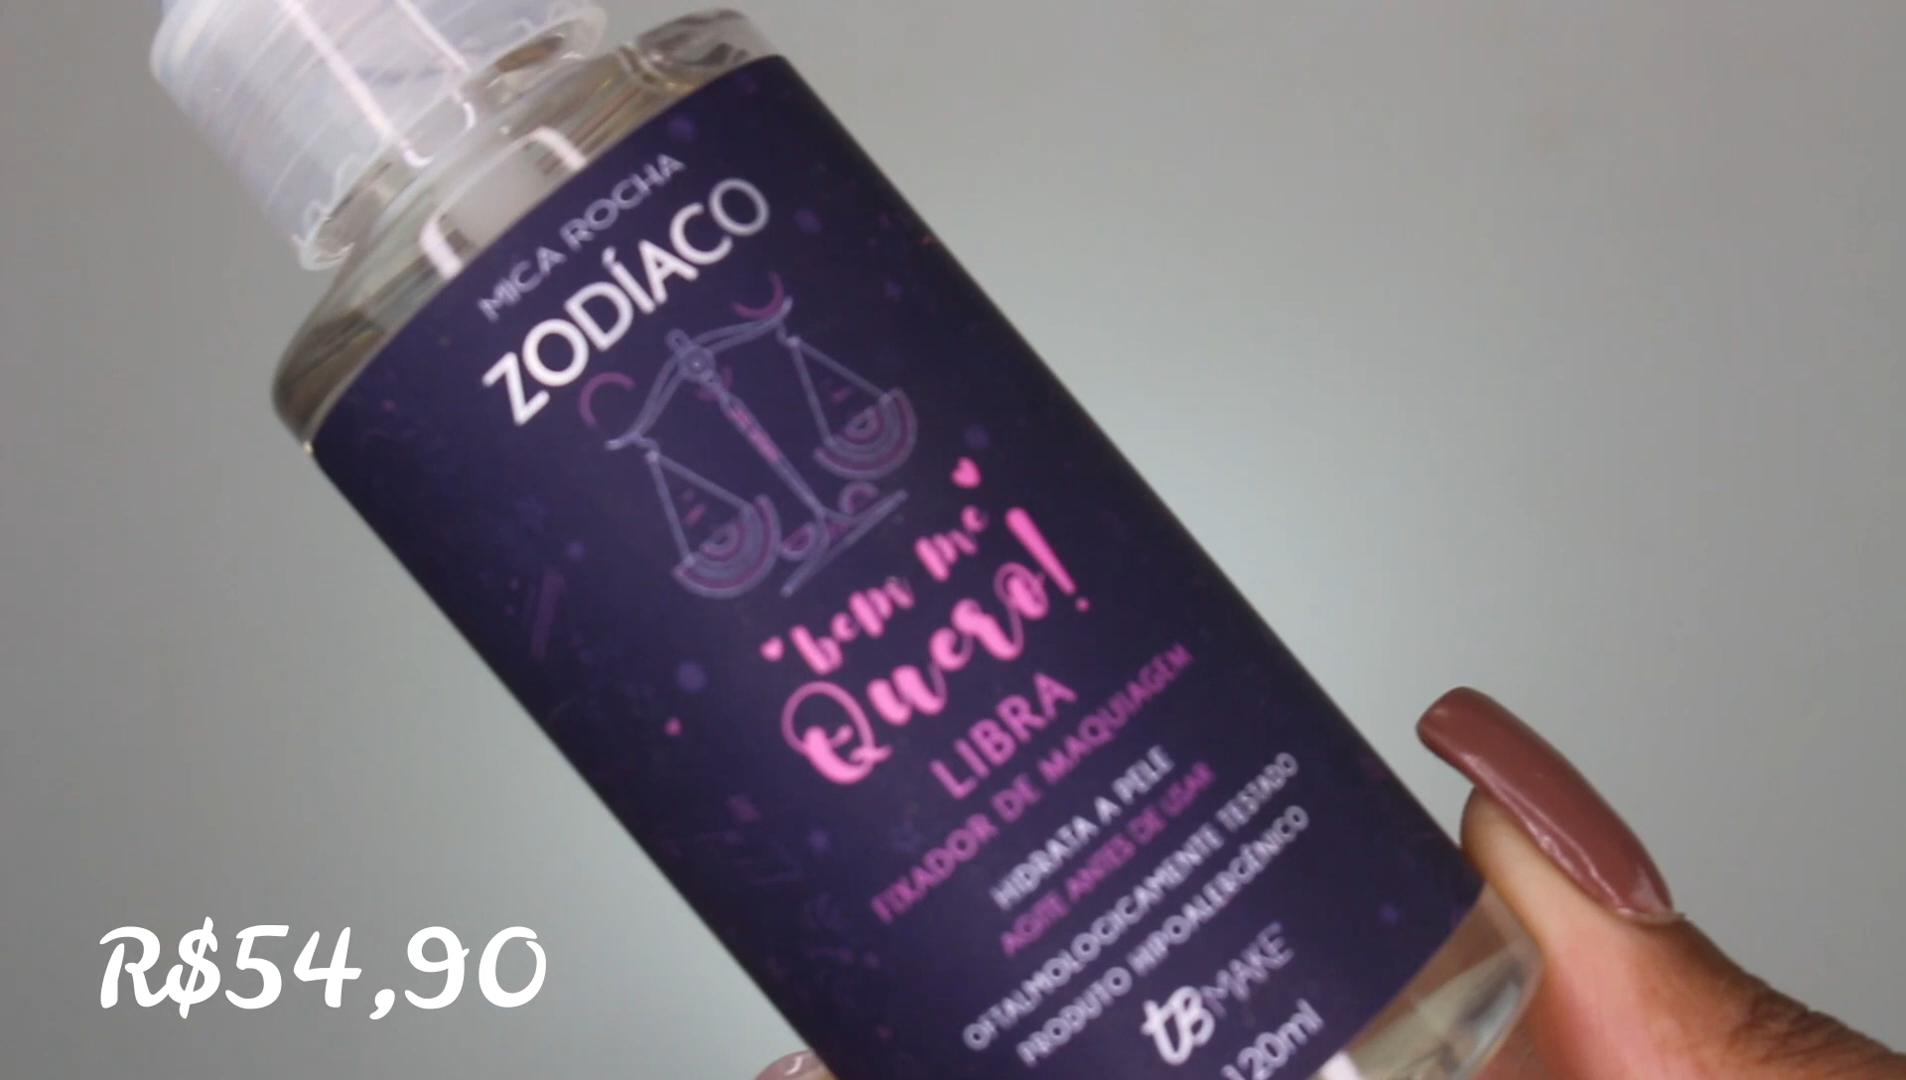 MICA ROCHA
ZODÍACO
bem me
Quero!
LIBRA
FIXADOR DE MAQUIAGEM
HIDRATA A PELE
AGITE ANTES DE USAR
OFTALMOLOGICAMENTE TESTADO
PRODUTO HIPOALERGÊNICO
tB MAKE
120ml
R$54,90